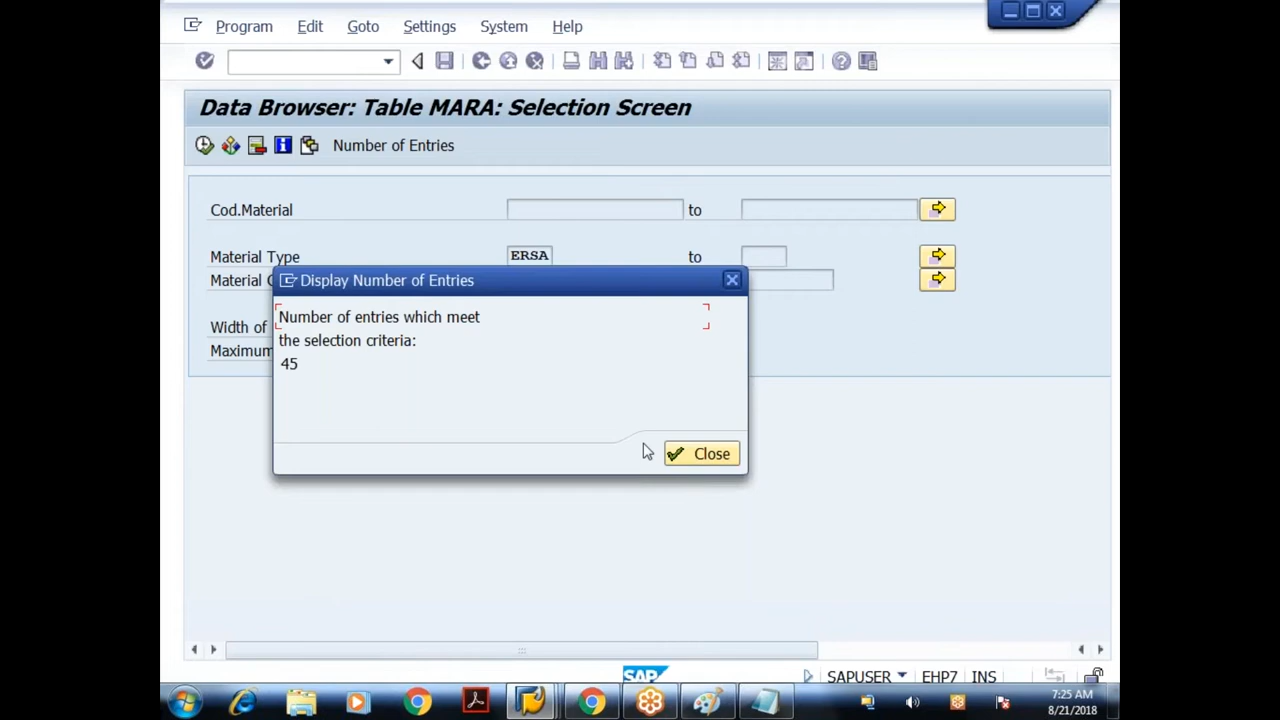 Program Edit Goto Settings System Help
Data Browser: Table MARA: Selection Screen
Number of Entries
Cod.Material to
Material Type ERSA to
Material
Width of
Maximum
Display Number of Entries
Number of entries which meet
the selection criteria:
45
Close
SAP
SAPUSER EHP7 INS
7:25 AM
8/21/2018